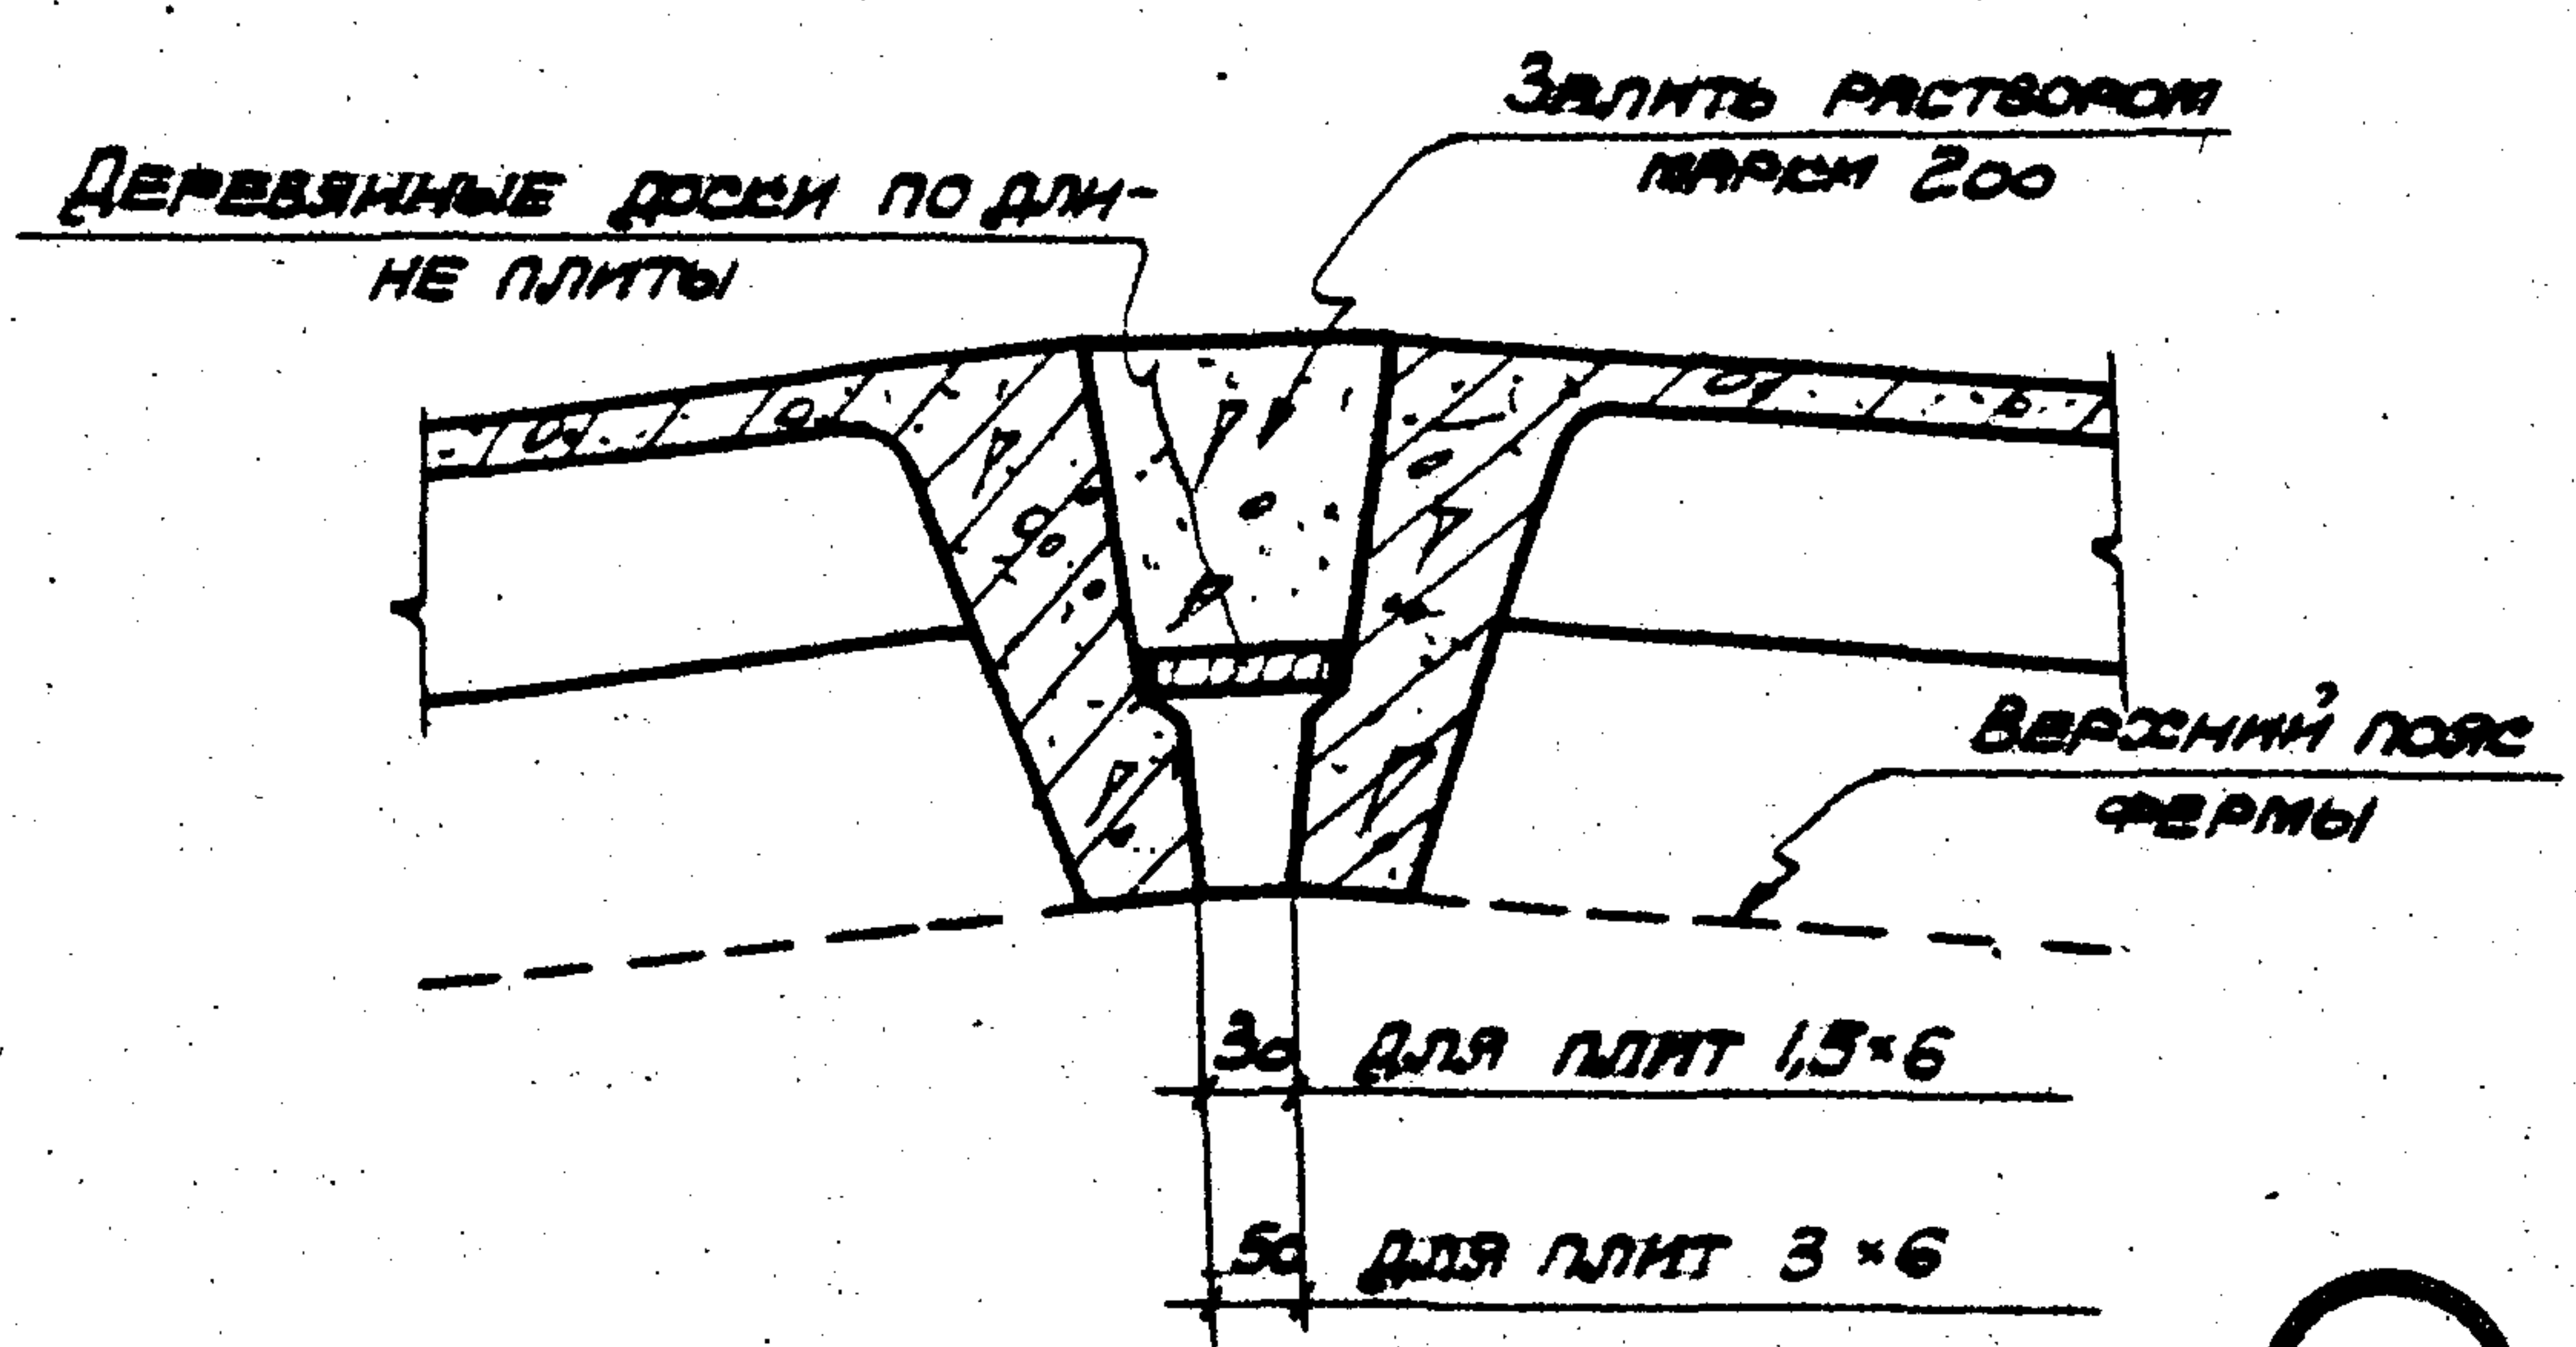 Залить раствором
марки 200
Деревянные доски по дли-
не плиты
Верхний пояс
фермы
30 для плит 1,5×6
50 для плит 3×6